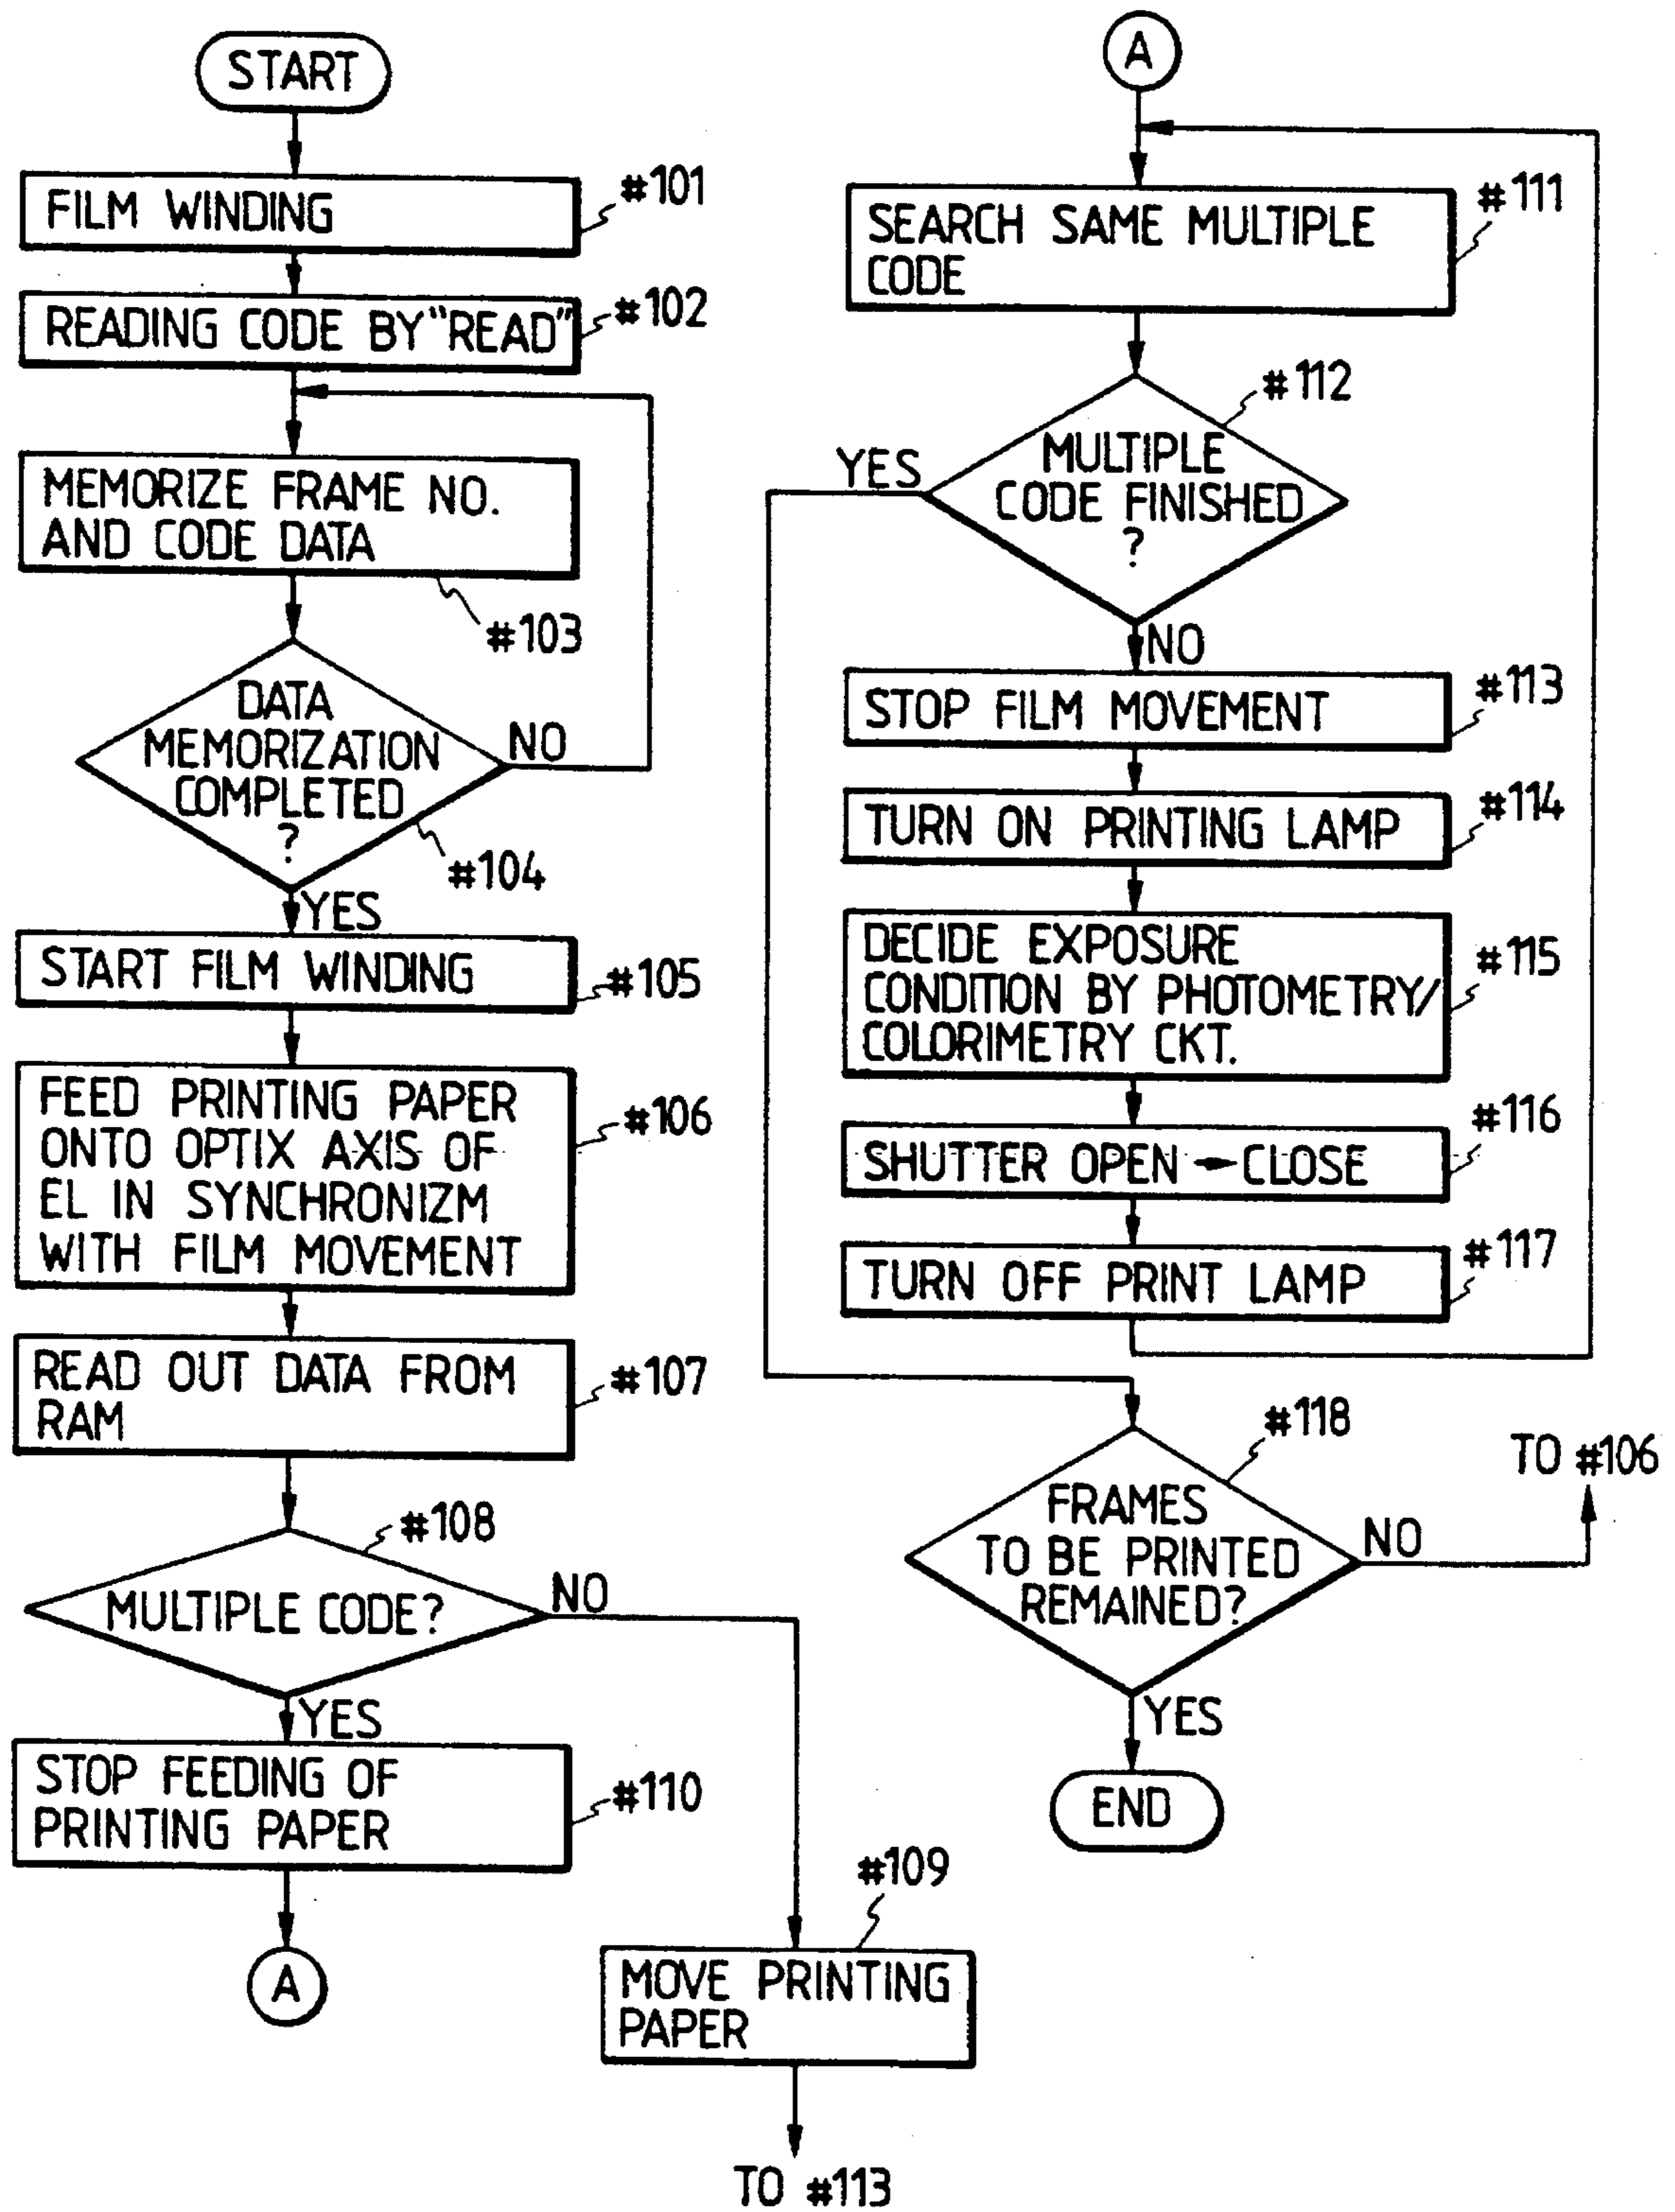 START
FILM WINDING
#101
READING CODE BY "READ"
#102
MEMORIZE FRAME NO.
AND CODE DATA
#103
DATA
MEMORIZATION
COMPLETED
?
NO
#104
YES
START FILM WINDING
#105
FEED PRINTING PAPER
ONTO OPTIX AXIS OF
EL IN SYNCHRONIZM
WITH FILM MOVEMENT
#106
READ OUT DATA FROM
RAM
#107
#108
MULTIPLE CODE?
NO
YES
STOP FEEDING OF
PRINTING PAPER
#110
A
#109
MOVE PRINTING
PAPER
TO #113
A
SEARCH SAME MULTIPLE
CODE
#111
#112
MULTIPLE
CODE FINISHED
?
YES
NO
STOP FILM MOVEMENT
#113
TURN ON PRINTING LAMP
#114
DECIDE EXPOSURE
CONDITION BY PHOTOMETRY/
COLORIMETRY CKT.
#115
SHUTTER OPEN → CLOSE
#116
TURN OFF PRINT LAMP
#117
#118
FRAMES
TO BE PRINTED
REMAINED?
NO
TO #106
YES
END